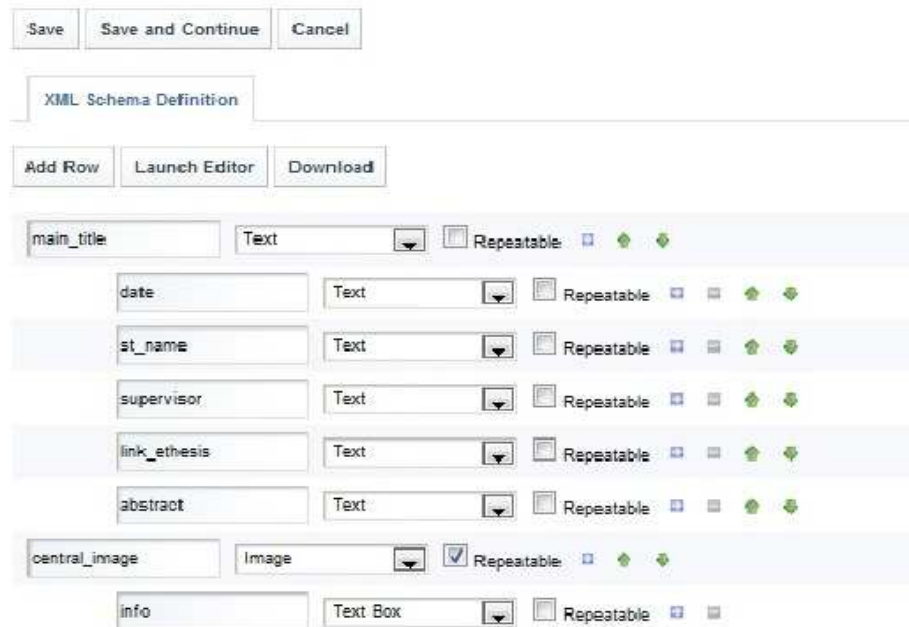 Save Save and Continue Cancel
XML Schema Definition
Add Row Launch Editor Download
main_title Text Repeatable
date Text Repeatable
st_name Text Repeatable
supervisor Text Repeatable
link_ethesis Text Repeatable
abstract Text Repeatable
central_image Image Repeatable
info Text Box Repeatable